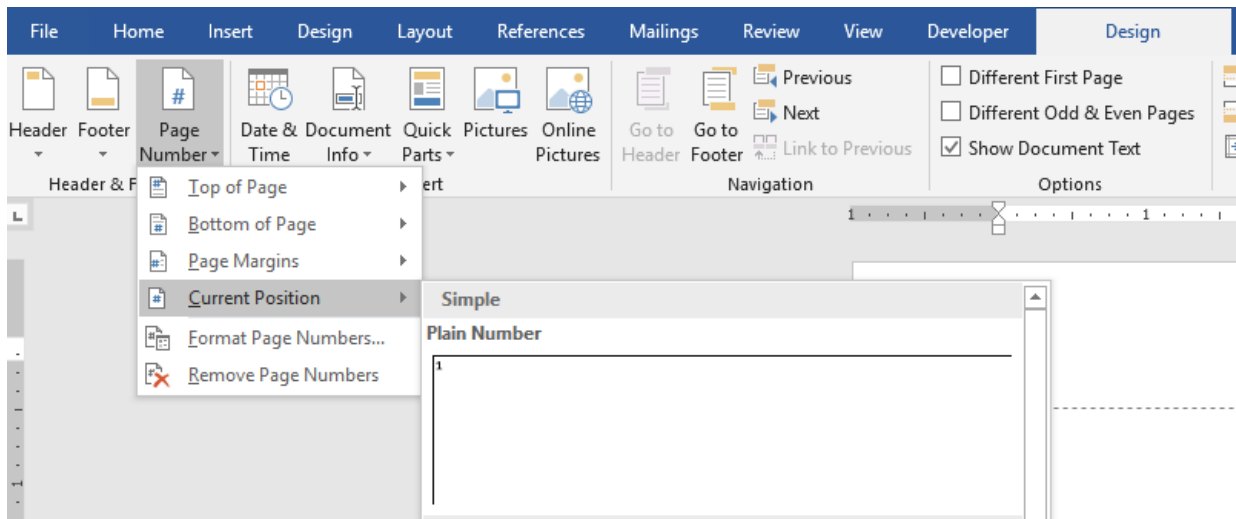 File Home Insert Design Layout References Mailings Review View Developer Design
Header Footer Page Number Date & Time Document Info Quick Parts Pictures Online Pictures Go to Header Go to Footer
Previous
Next
Link to Previous
Different First Page
Different Odd & Even Pages
Show Document Text
Header & F
ert
Navigation
Options
Top of Page
Bottom of Page
Page Margins
Current Position
Format Page Numbers...
Remove Page Numbers
L
1 1
Simple
Plain Number
1
1